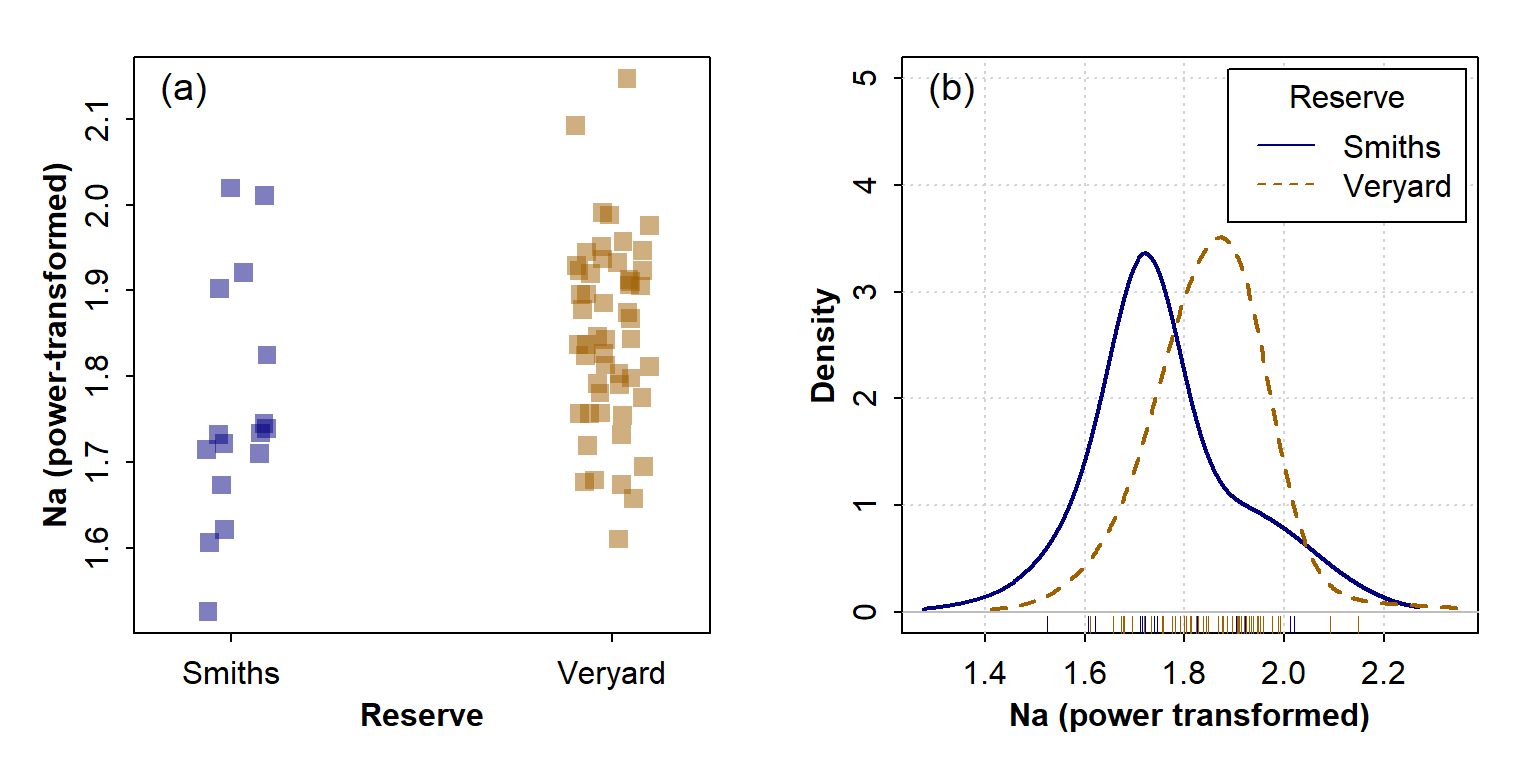 (a)
Na (power-transformed)
2.1
2.0
1.9
1.8
1.7
1.6
Smiths
Veryard
Reserve
(b)
Reserve
Smiths
Veryard
Density
5
4
3
2
1
0
1.4
1.6
1.8
2.0
2.2
Na (power transformed)